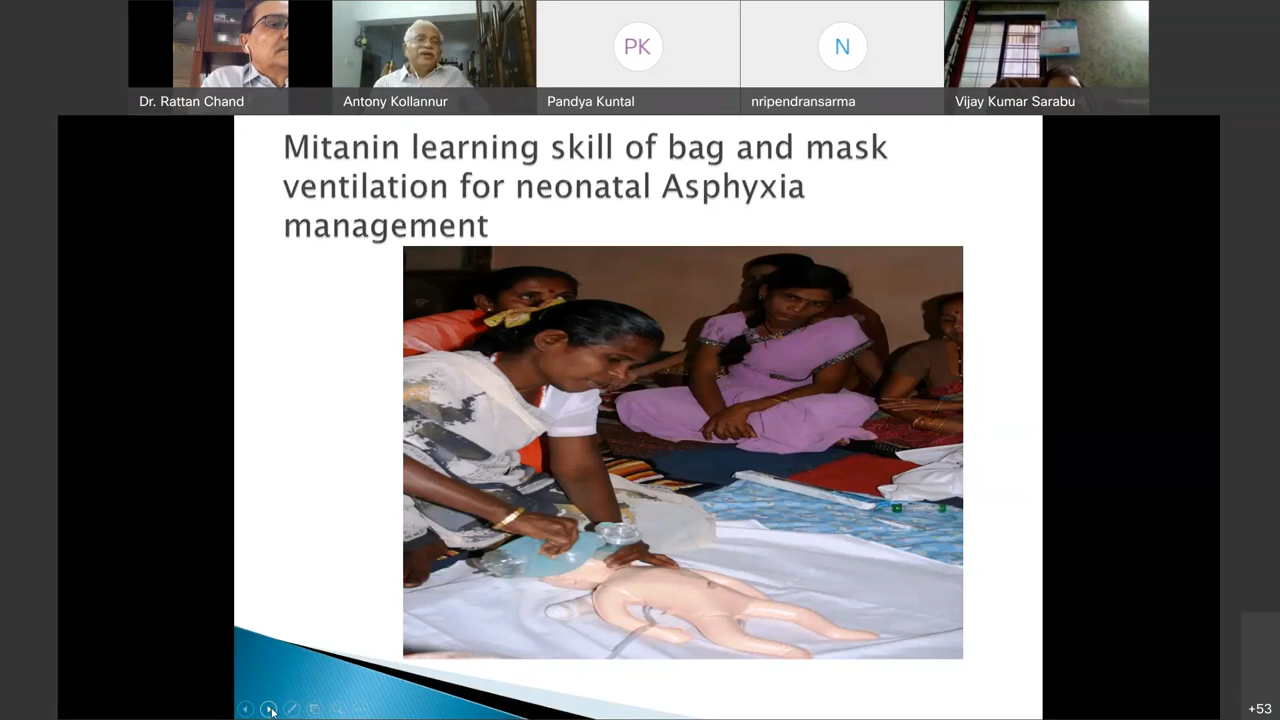 PK
N
Dr. Rattan Chand
Antony Kollannur
Pandya Kuntal
nripendransarma
Vijay Kumar Sarabu
Mitanin learning skill of bag and mask
ventilation for neonatal Asphyxia
management
+53